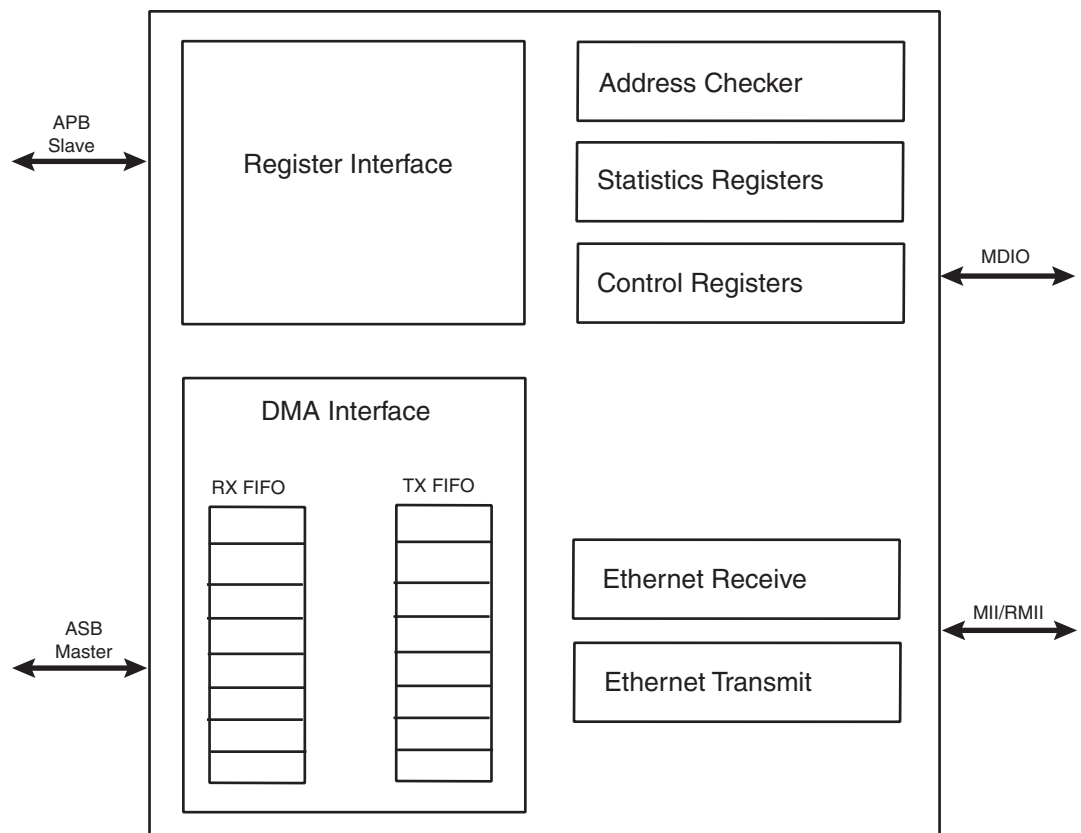 APB
Slave
Register Interface
Address Checker
Statistics Registers
Control Registers
MDIO
DMA Interface
RX FIFO
TX FIFO
ASB
Master
Ethernet Receive
Ethernet Transmit
MII/RMII